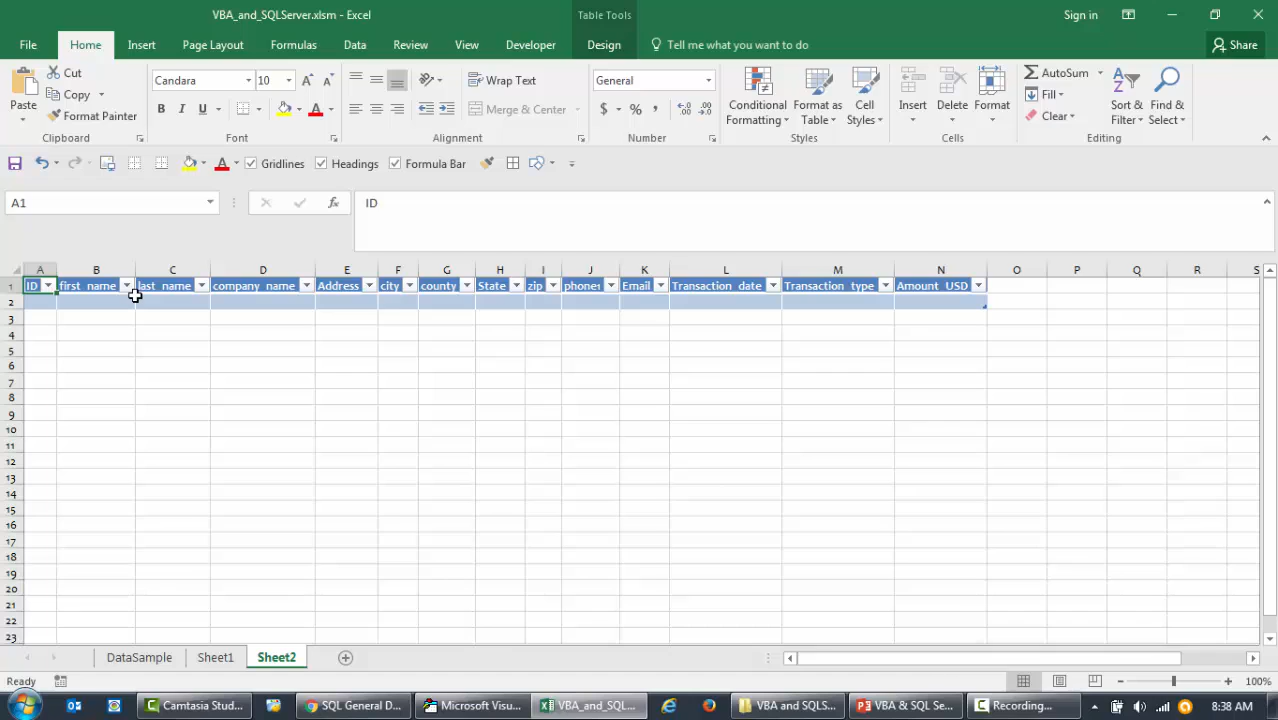 VBA_and_SQLServer.xlsm - Excel
Table Tools
Sign in
File Home Insert Page Layout Formulas Data Review View Developer Design Tell me what you want to do Share
Paste
Cut
Copy
Format Painter
Clipboard
Candara 10
B I U
A A
Font
Wrap Text
Merge & Center
Alignment
General
$ % ,
Number
Conditional Formatting
Format as Table
Cell Styles
Styles
Insert Delete Format
Cells
AutoSum
Fill
Clear
Sort & Filter
Find & Select
Editing
Gridlines Headings Formula Bar
A1 fx ID
A B C D E F G H I J K L M N O P Q R S
1 ID first_name last_name company_name Address city county State zip phone Email Transaction_date Transaction_type Amount_USD
2
3
4
5
6
7
8
9
10
11
12
13
14
15
16
17
18
19
20
21
22
23
DataSample Sheet1 Sheet2
Ready 100%
Camtasia Stud... SQL General D... Microsoft Visu... VBA_and_SQL... VBA and SQLS... VBA & SQL Se... Recording... 8:38 AM